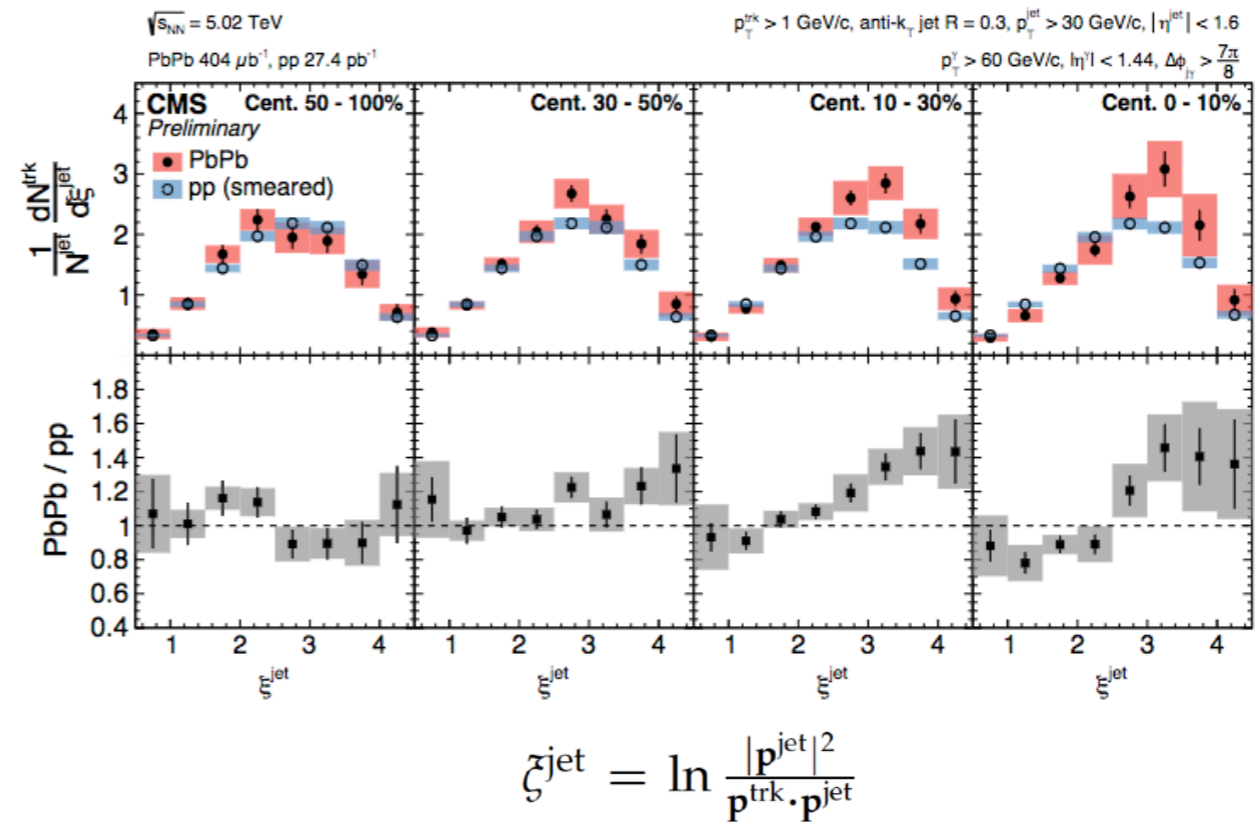 √s_NN = 5.02 TeV
p_T^trk > 1 GeV/c, anti-k_T jet R = 0.3, p_T^jet > 30 GeV/c, |η^jet| < 1.6
PbPb 404 μb⁻¹, pp 27.4 pb⁻¹
p_T^γ > 60 GeV/c, |η^γ| < 1.44, Δϕ_jγ > 7π/8
CMS Cent. 50 - 100%
Preliminary
PbPb
pp (smeared)
Cent. 30 - 50%
Cent. 10 - 30%
Cent. 0 - 10%
1/N^jet dN^trk/dξ^jet
4
3
2
1
PbPb / pp
1.8
1.6
1.4
1.2
1
0.8
0.6
0.4
1 2 3 4
1 2 3 4
1 2 3 4
1 2 3 4
ξ^jet
ξ^jet
ξ^jet
ξ^jet
ξ^jet = ln |p^jet|² / p^trk·p^jet